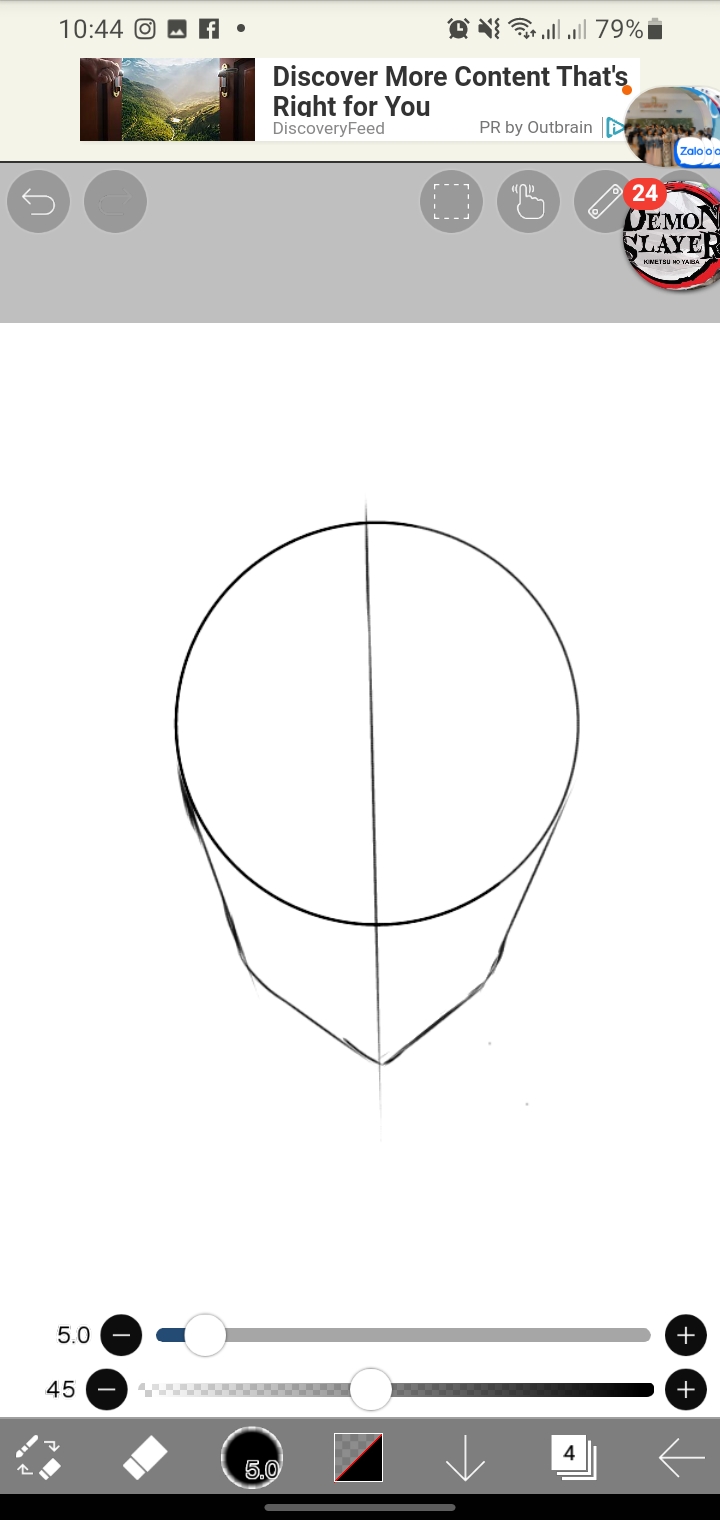 10:44
79%
Discover More Content That's
Right for You
DiscoveryFeed
PR by Outbrain
Zalo
24
DEMON
SLAYER
KIMETSU NO YAIBA
5.0
45
5.0
4